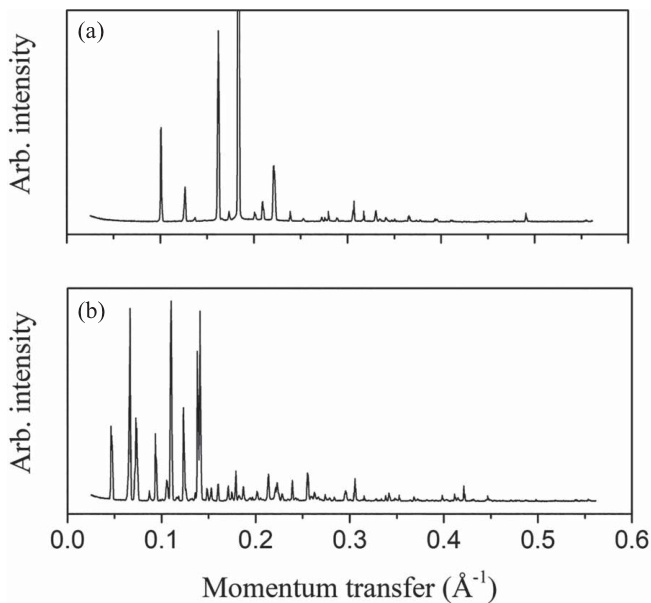 (a)
Arb. intensity
(b)
Arb. intensity
0.0 0.1 0.2 0.3 0.4 0.5 0.6
Momentum transfer (Å⁻¹)